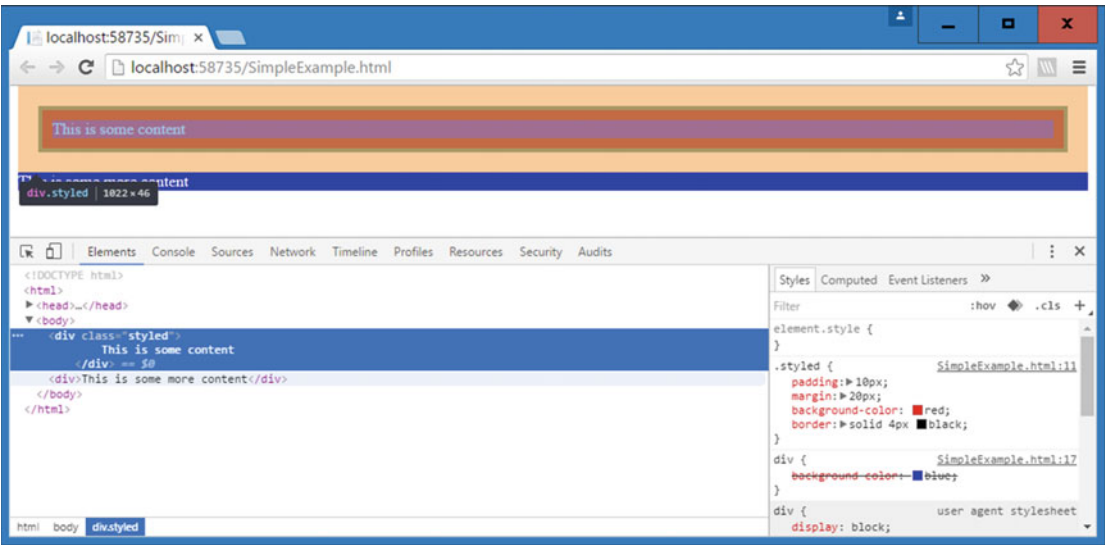 localhost:58735/Sim
localhost:58735/SimpleExample.html
This is some content
This is some more content
div.styled | 1022 × 46
Elements Console Sources Network Timeline Profiles Resources Security Audits
<!DOCTYPE html>
<html>
<head>…</head>
<body>
<div class="styled">
This is some content
</div> == $0
<div>This is some more content</div>
</body>
</html>
html body div.styled
Styles Computed Event Listeners »
Filter :hov .cls +
element.style {
}
.styled { SimpleExample.html:11
padding: 10px;
margin: 20px;
background-color: red;
border: solid 4px black;
}
div { SimpleExample.html:17
background-color: blue;
}
div { user agent stylesheet
display: block;